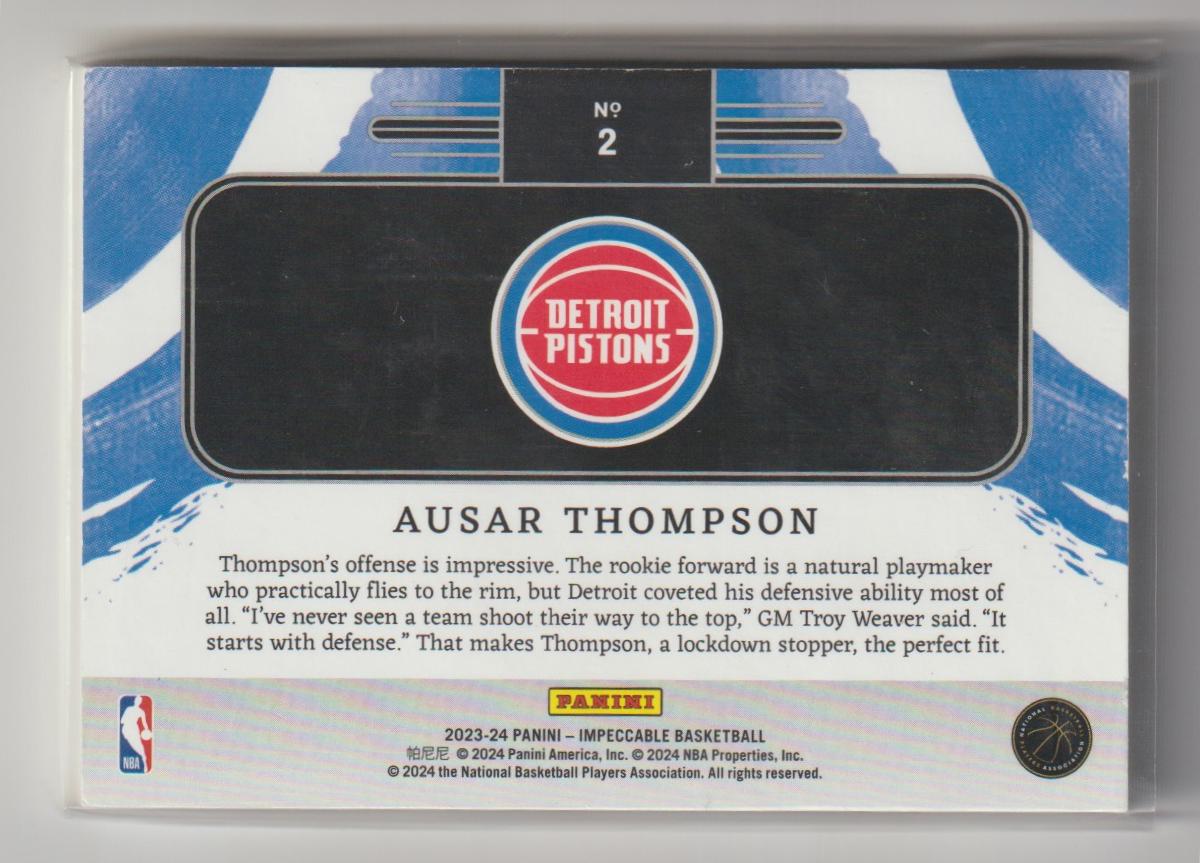 Nº
2
DETROIT
PISTONS
AUSAR THOMPSON
Thompson's offense is impressive. The rookie forward is a natural playmaker
who practically flies to the rim, but Detroit coveted his defensive ability most of
all. “I've never seen a team shoot their way to the top,” GM Troy Weaver said. “It
starts with defense.” That makes Thompson, a lockdown stopper, the perfect fit.
PANINI
2023-24 PANINI – IMPECCABLE BASKETBALL
帕尼尼 © 2024 Panini America, Inc. © 2024 NBA Properties, Inc.
© 2024 the National Basketball Players Association. All rights reserved.
NBA
NATIONAL BASKETBALL
PLAYERS ASSOCIATION